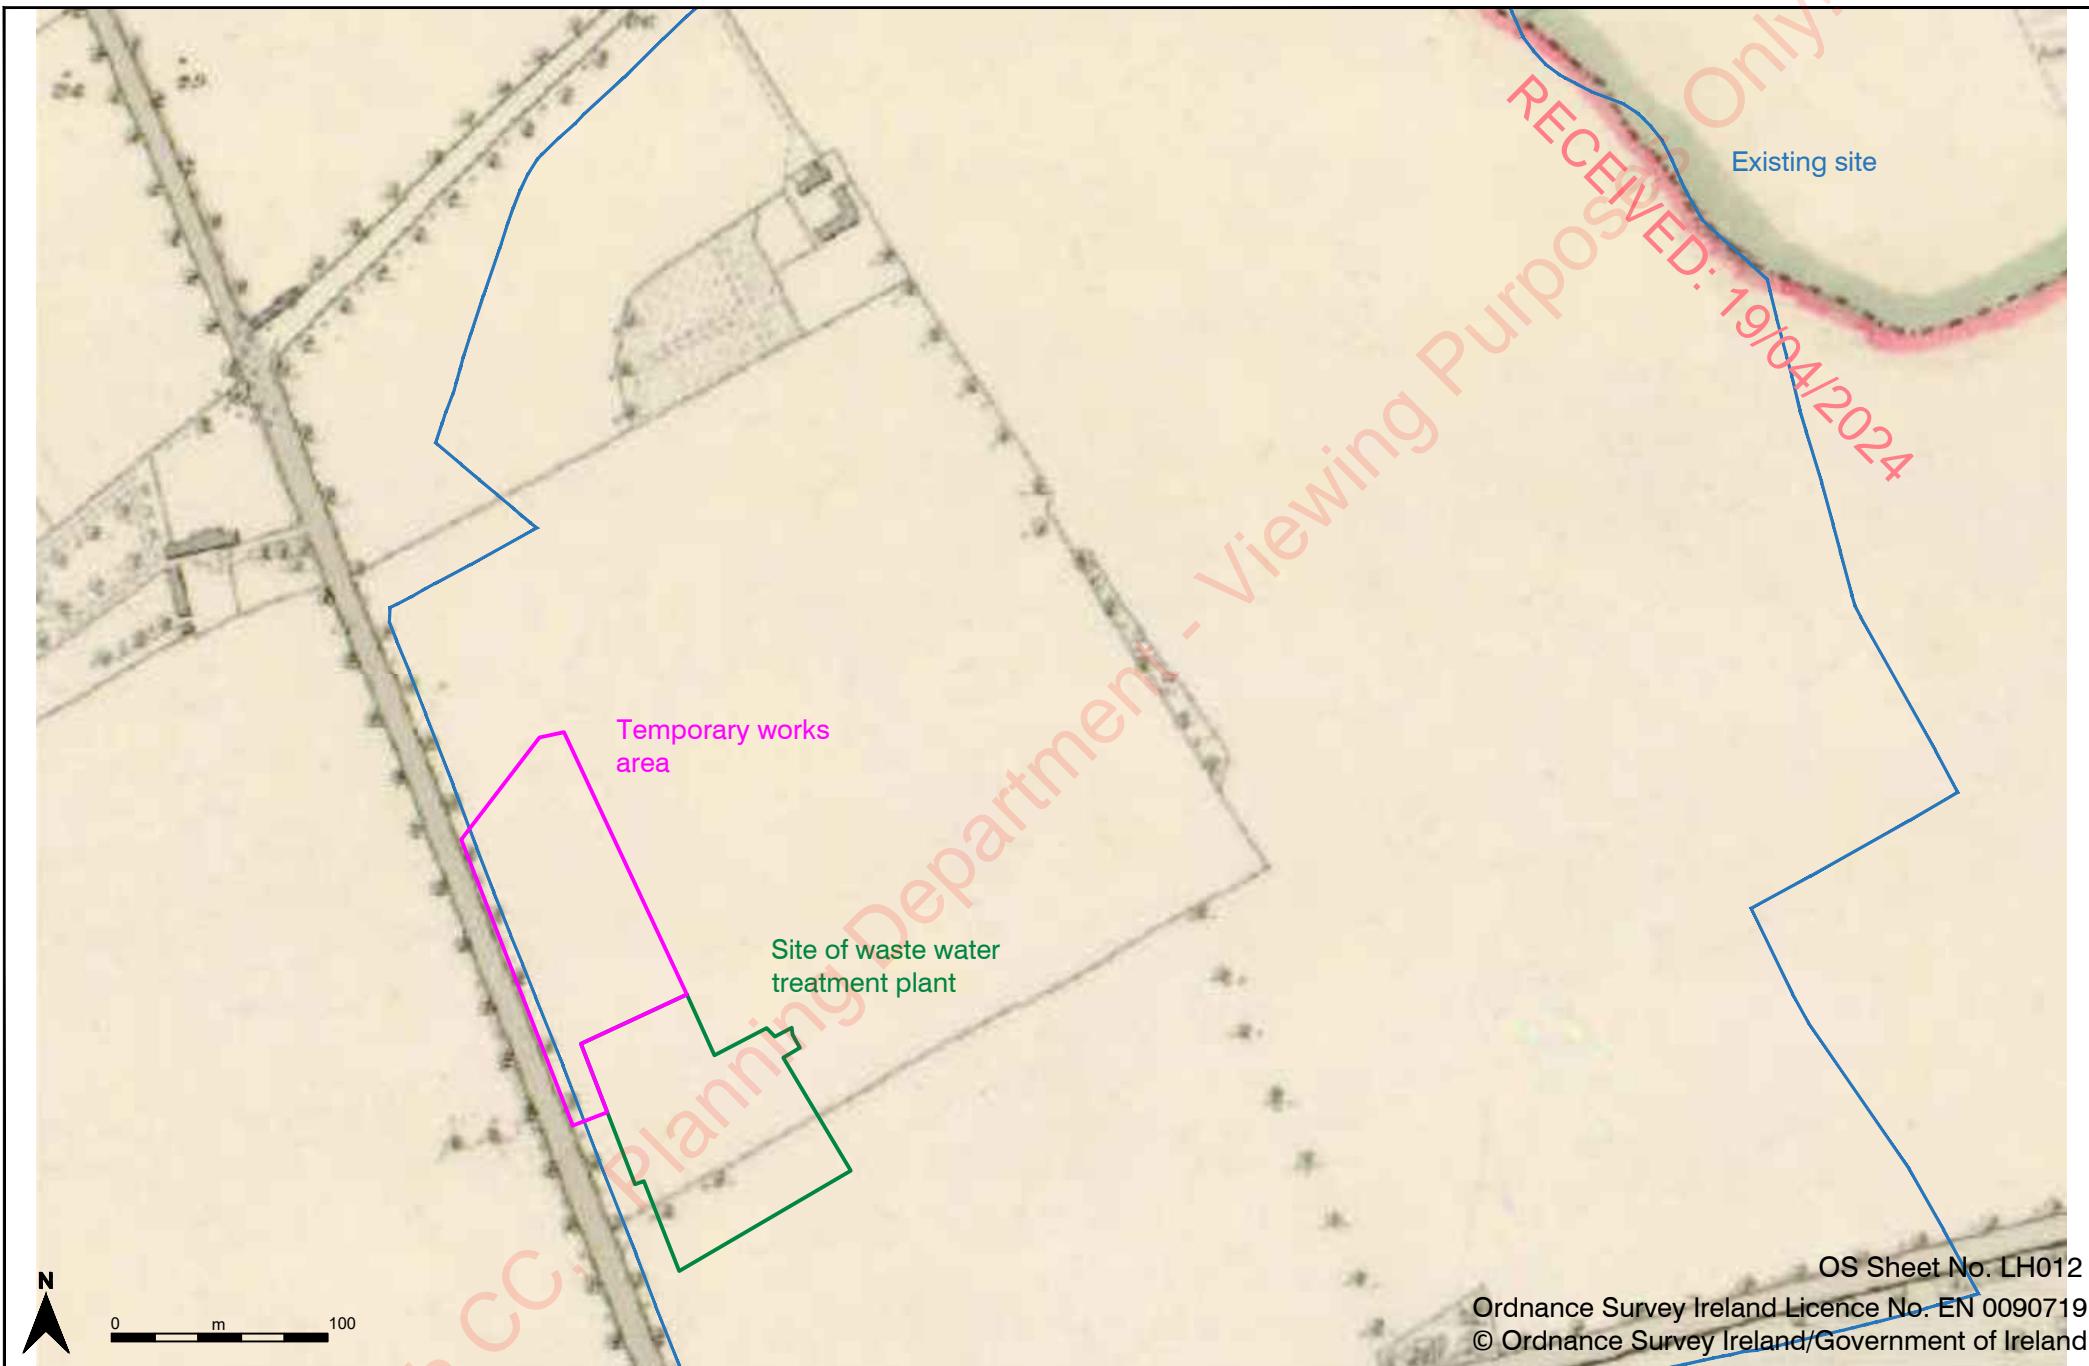 Existing site
RECEIVED: 19/04/2024
CC, Planning Department - Viewing Purposes Only!
Temporary works
area
Site of waste water
treatment plant
N
0 m 100
OS Sheet No. LH012
Ordnance Survey Ireland Licence No. EN 0090719
© Ordnance Survey Ireland/Government of Ireland